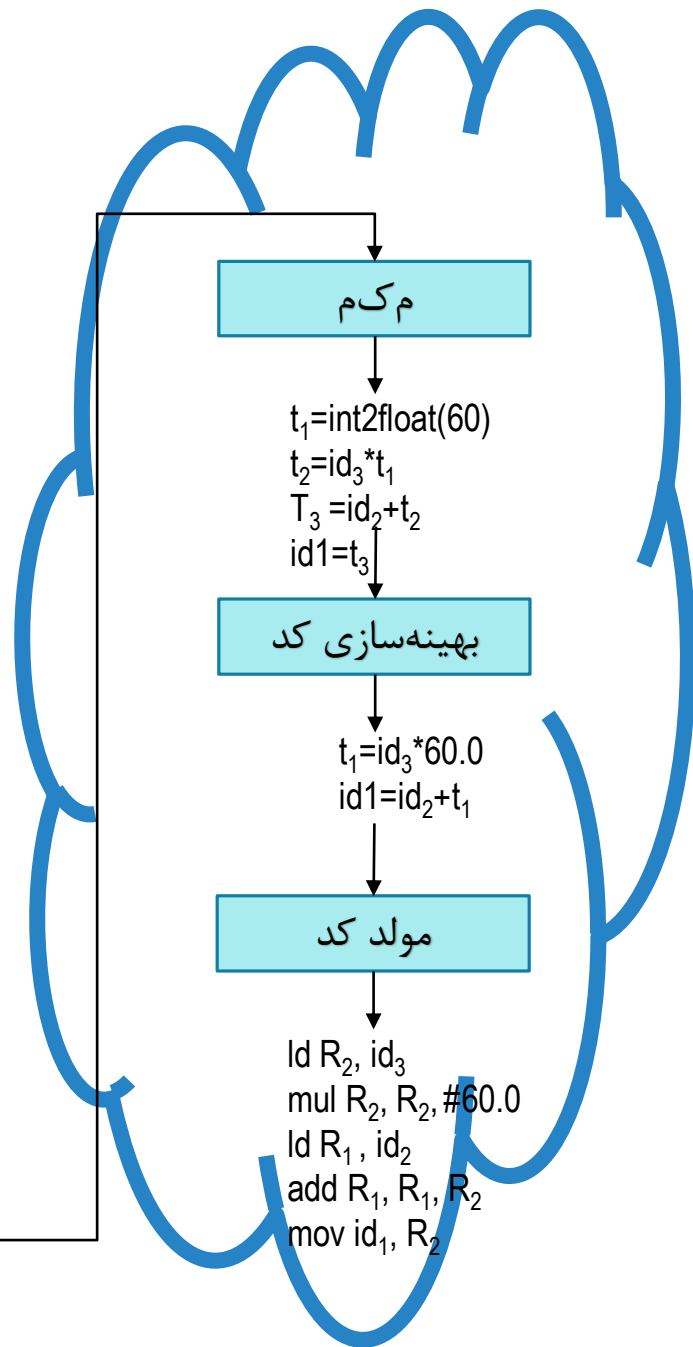 م‌ک‌م
t₁=int2float(60)
t₂=id₃*t₁
T₃ =id₂+t₂
id1=t₃
بهینه‌سازی کد
t₁=id₃*60.0
id1=id₂+t₁
مولد کد
ld R₂, id₃
mul R₂, R₂, #60.0
ld R₁ , id₂
add R₁, R₁, R₂
mov id₁, R₂